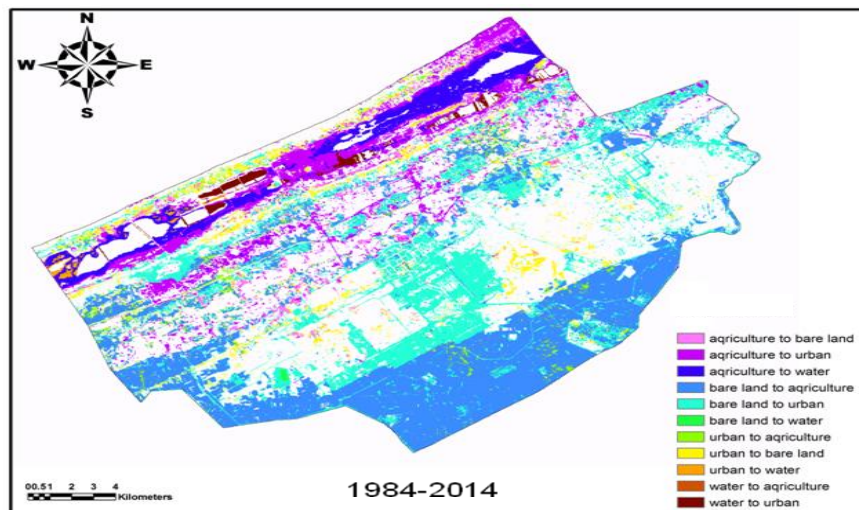 N
W E
S
aqriculture to bare land
aqriculture to urban
aqriculture to water
bare land to aqriculture
bare land to urban
bare land to water
urban to aqriculture
urban to bare land
urban to water
water to aqriculture
water to urban
00.51 2 3 4
Kilometers
1984-2014